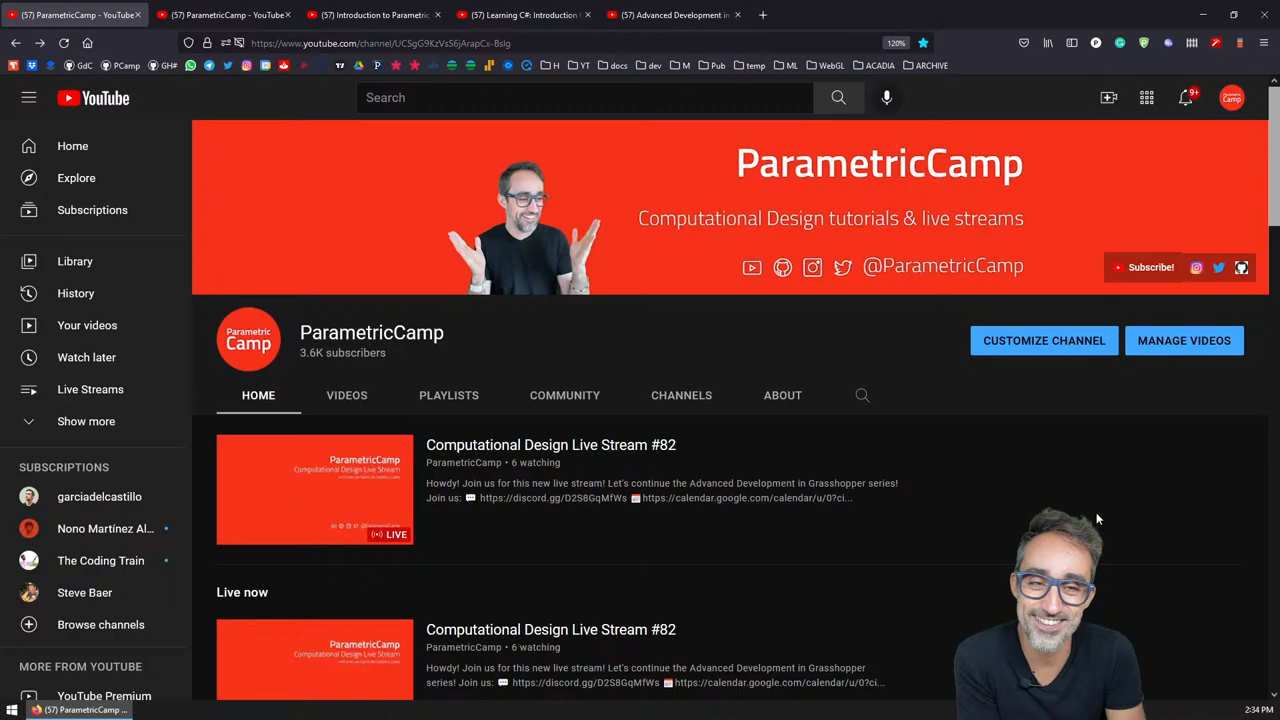 (57) ParametricCamp - YouTube
(57) ParametricCamp - YouTube
(57) Introduction to Parametric
(57) Learning C#: Introduction t
(57) Advanced Development in
https://www.youtube.com/channel/UCSgG9KzVsS6jArapCx-8sIg
120%
GdC
PCamp
GH#
H
YT
docs
dev
M
Pub
temp
ML
WebGL
ACADIA
ARCHIVE
YouTube
Search
9+
Parametric
Camp
Home
Explore
Subscriptions
Library
History
Your videos
Watch later
Live Streams
Show more
SUBSCRIPTIONS
garciadelcastillo
Nono Martínez Al...
The Coding Train
Steve Baer
Browse channels
MORE FROM YOUTUBE
YouTube Premium
ParametricCamp
Computational Design tutorials & live streams
@ParametricCamp
Subscribe!
Parametric
Camp
ParametricCamp
3.6K subscribers
CUSTOMIZE CHANNEL
MANAGE VIDEOS
HOME
VIDEOS
PLAYLISTS
COMMUNITY
CHANNELS
ABOUT
ParametricCamp
Computational Design Live Stream
LIVE
Computational Design Live Stream #82
ParametricCamp • 6 watching
Howdy! Join us for this new live stream! Let's continue the Advanced Development in Grasshopper series!
Join us: 💬 https://discord.gg/D2S8GqMfWs 📅https://calendar.google.com/calendar/u/0?ci...
Live now
ParametricCamp
Computational Design Live Stream
Computational Design Live Stream #82
ParametricCamp • 6 watching
Howdy! Join us for this new live stream! Let's continue the Advanced Development in Grasshopper
series! Join us: 💬 https://discord.gg/D2S8GqMfWs 📅https://calendar.google.com/calendar/u/0?ci...
(57) ParametricCamp ...
2:34 PM